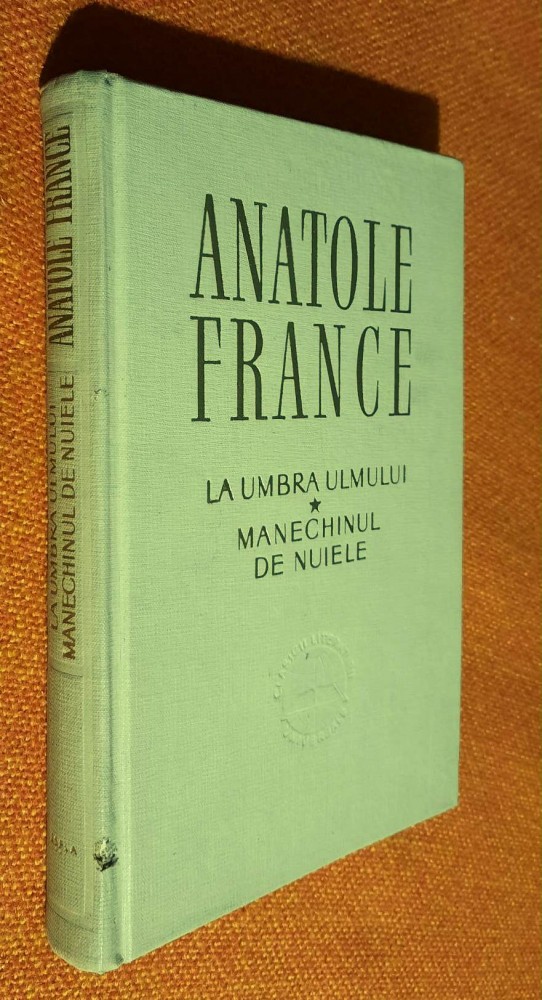 ANATOLE
FRANCE
LA UMBRA ULMULUI
★
MANECHINUL
DE NUIELE
ANATOLE FRANCE
LA UMBRA ULMULUI
MANECHINUL DE NUIELE